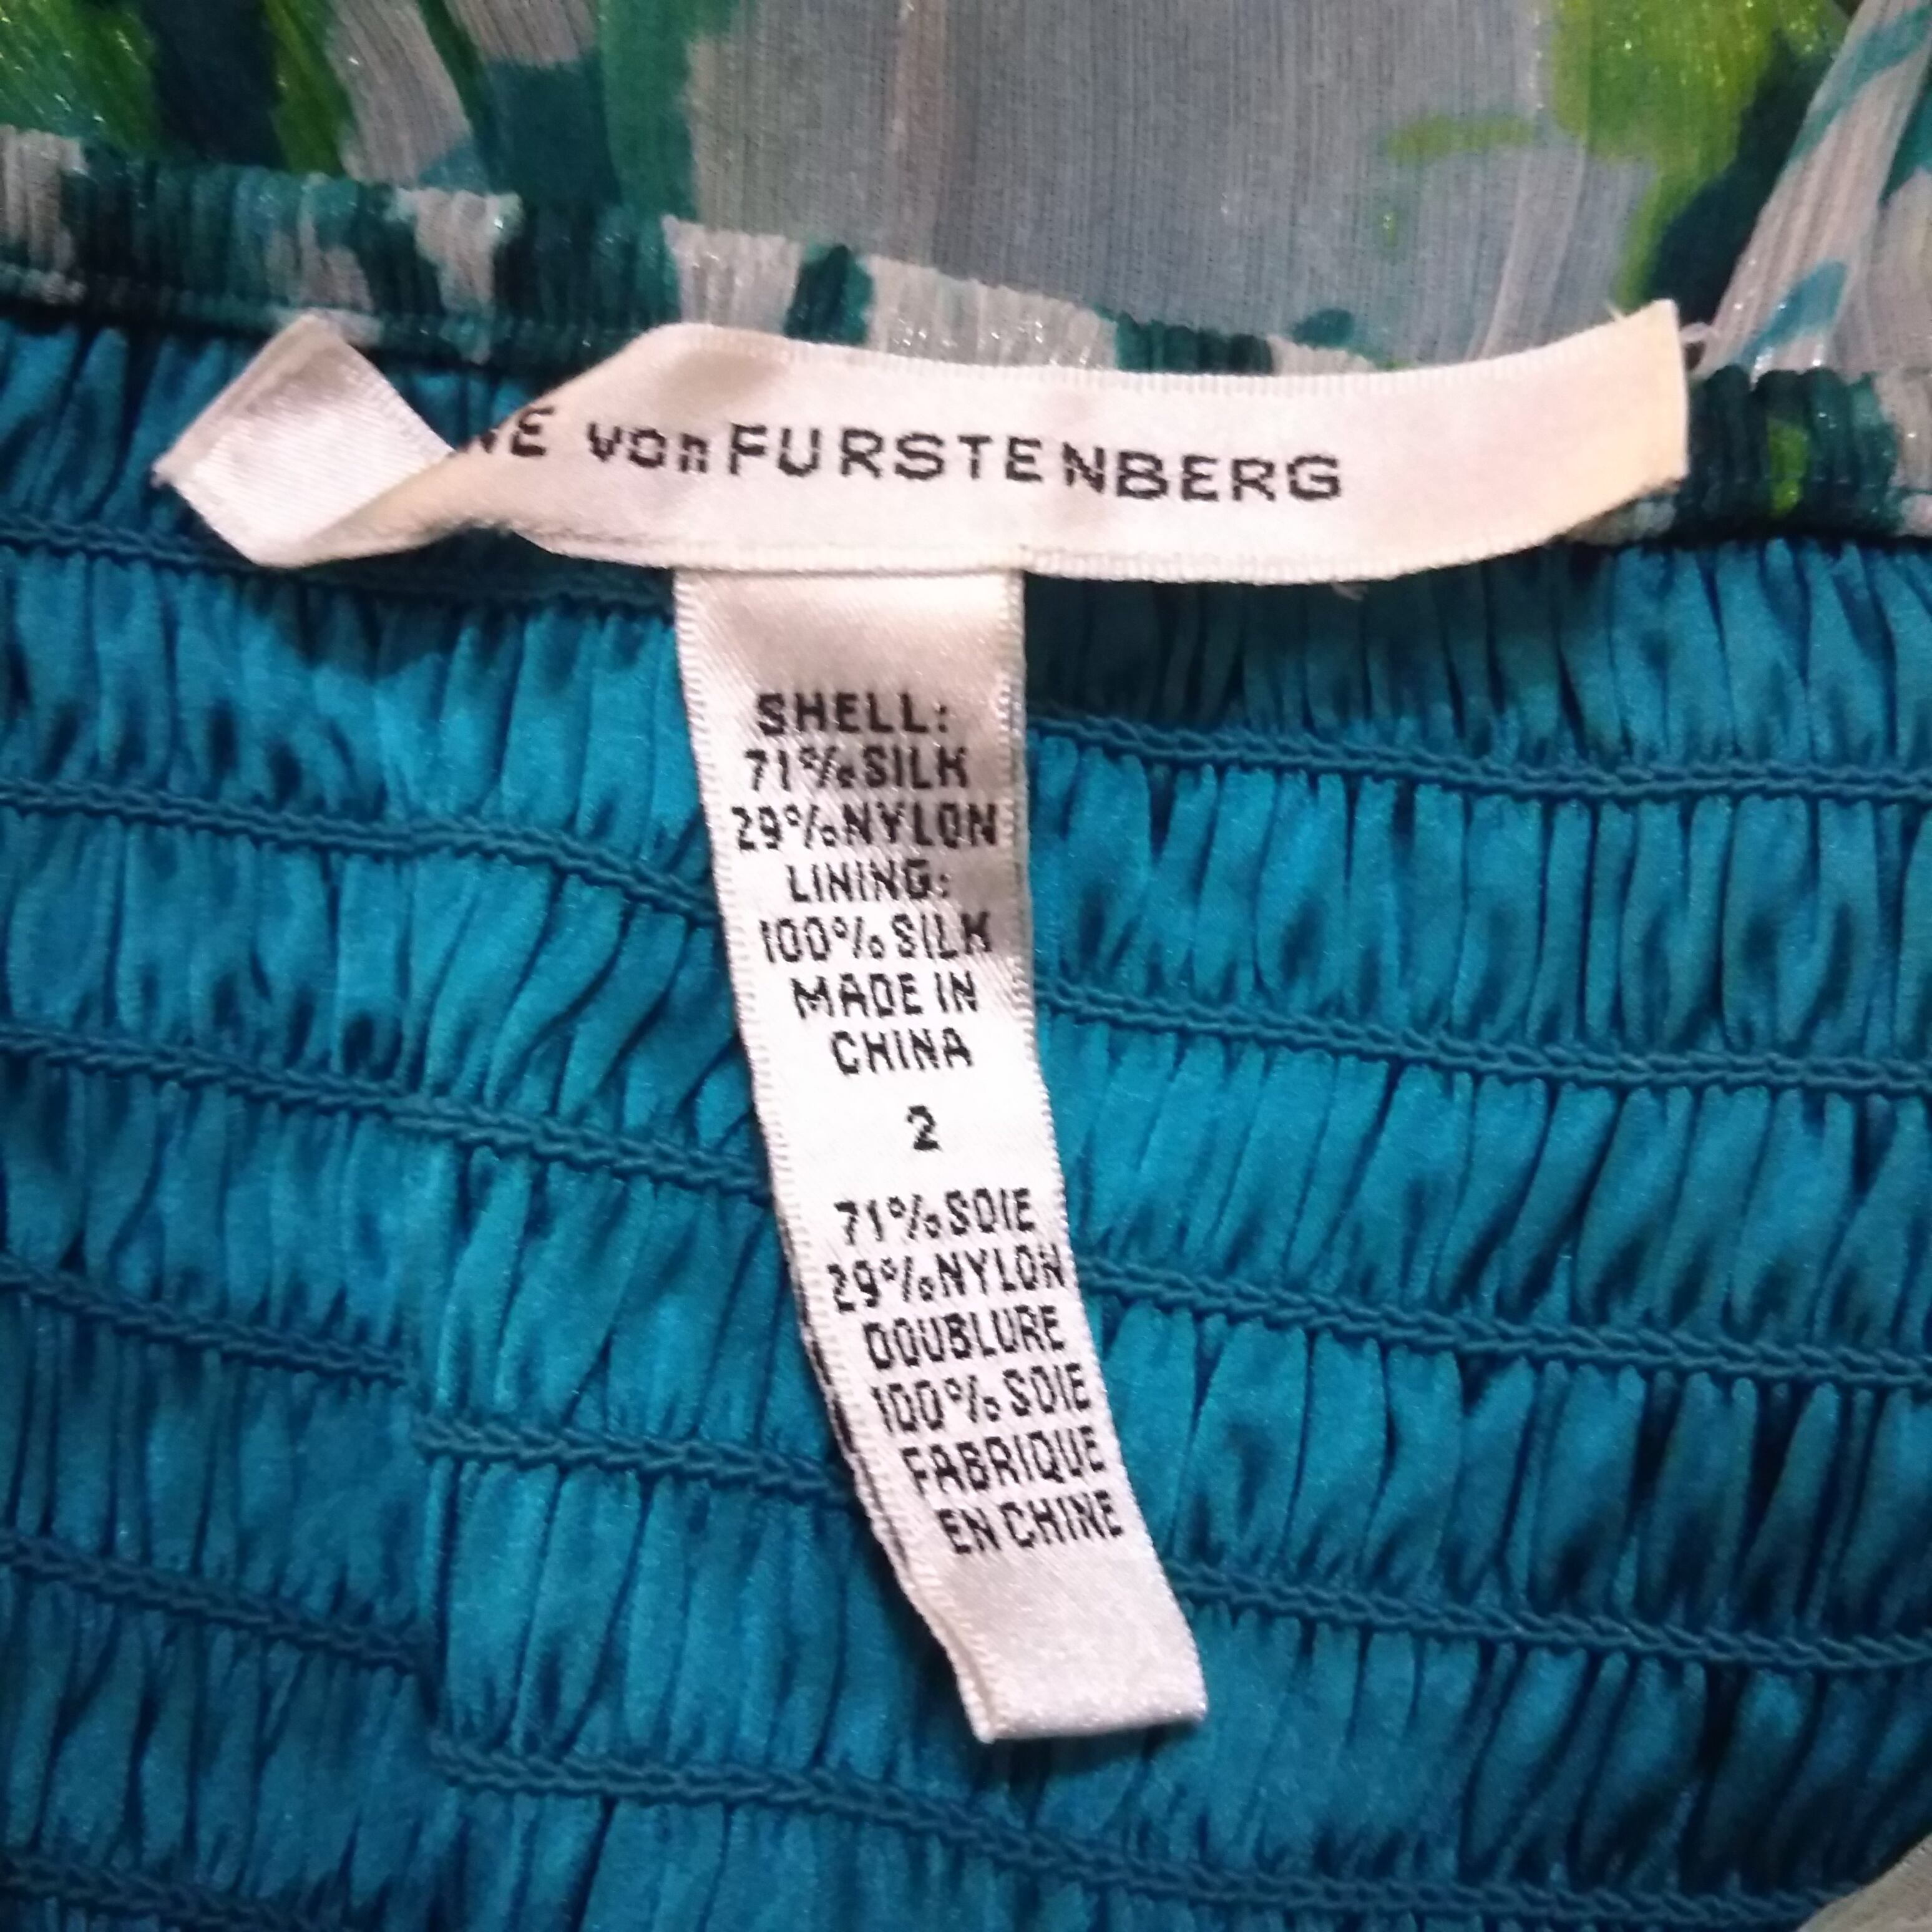 NE von FURSTENBERG
SHELL:
71% SILK
29% NYLON
LINING:
100% SILK
MADE IN
CHINA
2
71% SOIE
29% NYLON
DOUBLURE
100% SOIE
FABRIQUE
EN CHINE